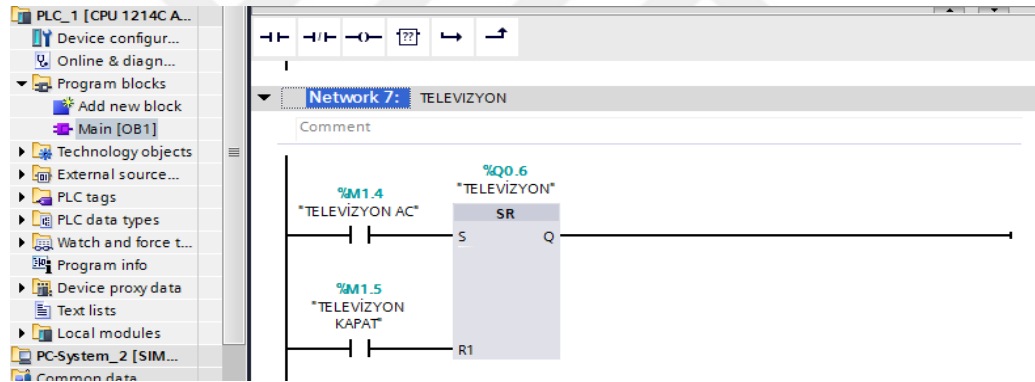 PLC_1 [CPU 1214C A...
Device configur...
Online & diagn...
Program blocks
Add new block
Main [OB1]
Technology objects
External source...
PLC tags
PLC data types
Watch and force t...
Program info
Device proxy data
Text lists
Local modules
PC-System_2 [SIM...
Common data
??
Network 7: TELEVIZYON
Comment
%Q0.6
"TELEVİZYON"
%M1.4
"TELEVİZYON AC"
SR
S Q
%M1.5
"TELEVİZYON
KAPAT"
R1